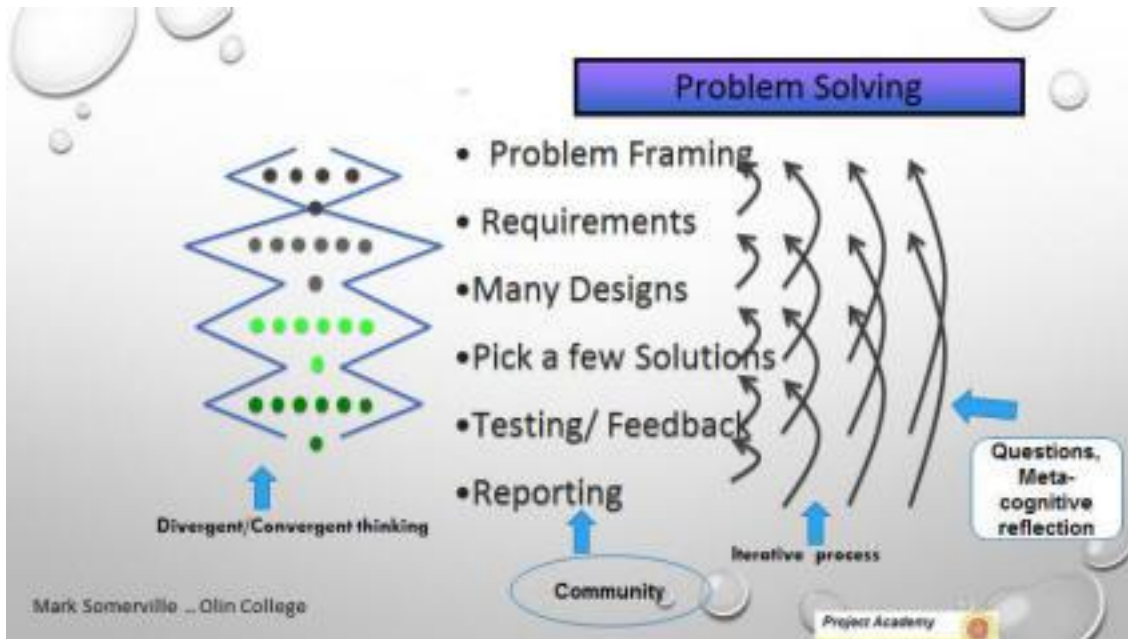 Problem Solving
• Problem Framing
• Requirements
•Many Designs
•Pick a few Solutions
•Testing/ Feedback
•Reporting
Divergent/Convergent thinking
Questions,
Meta-
cognitive
reflection
Iterative process
Community
Mark Somerville ... Olin College
Project Academy